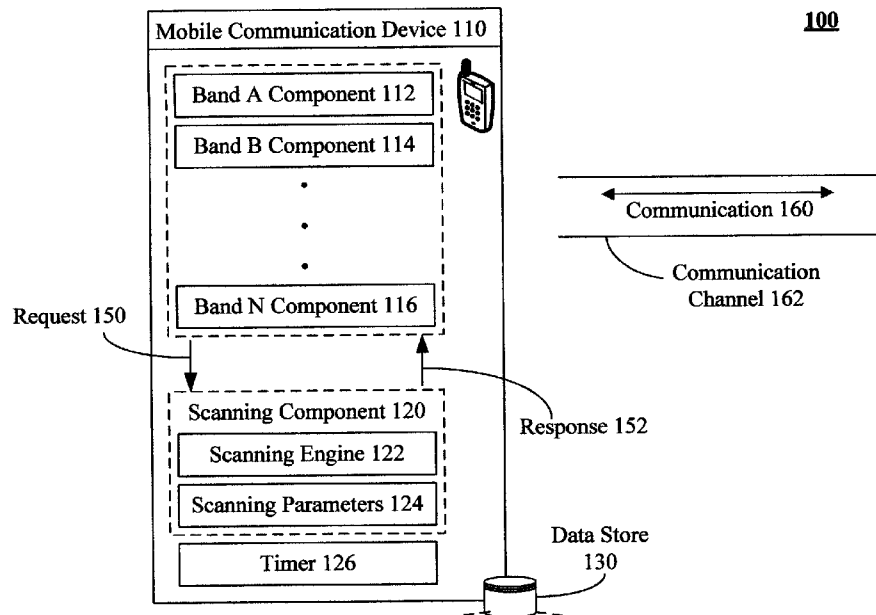 100
Mobile Communication Device 110
Band A Component 112
Band B Component 114
Communication 160
Communication
Channel 162
Band N Component 116
Request 150
Scanning Component 120
Response 152
Scanning Engine 122
Scanning Parameters 124
Timer 126
Data Store
130